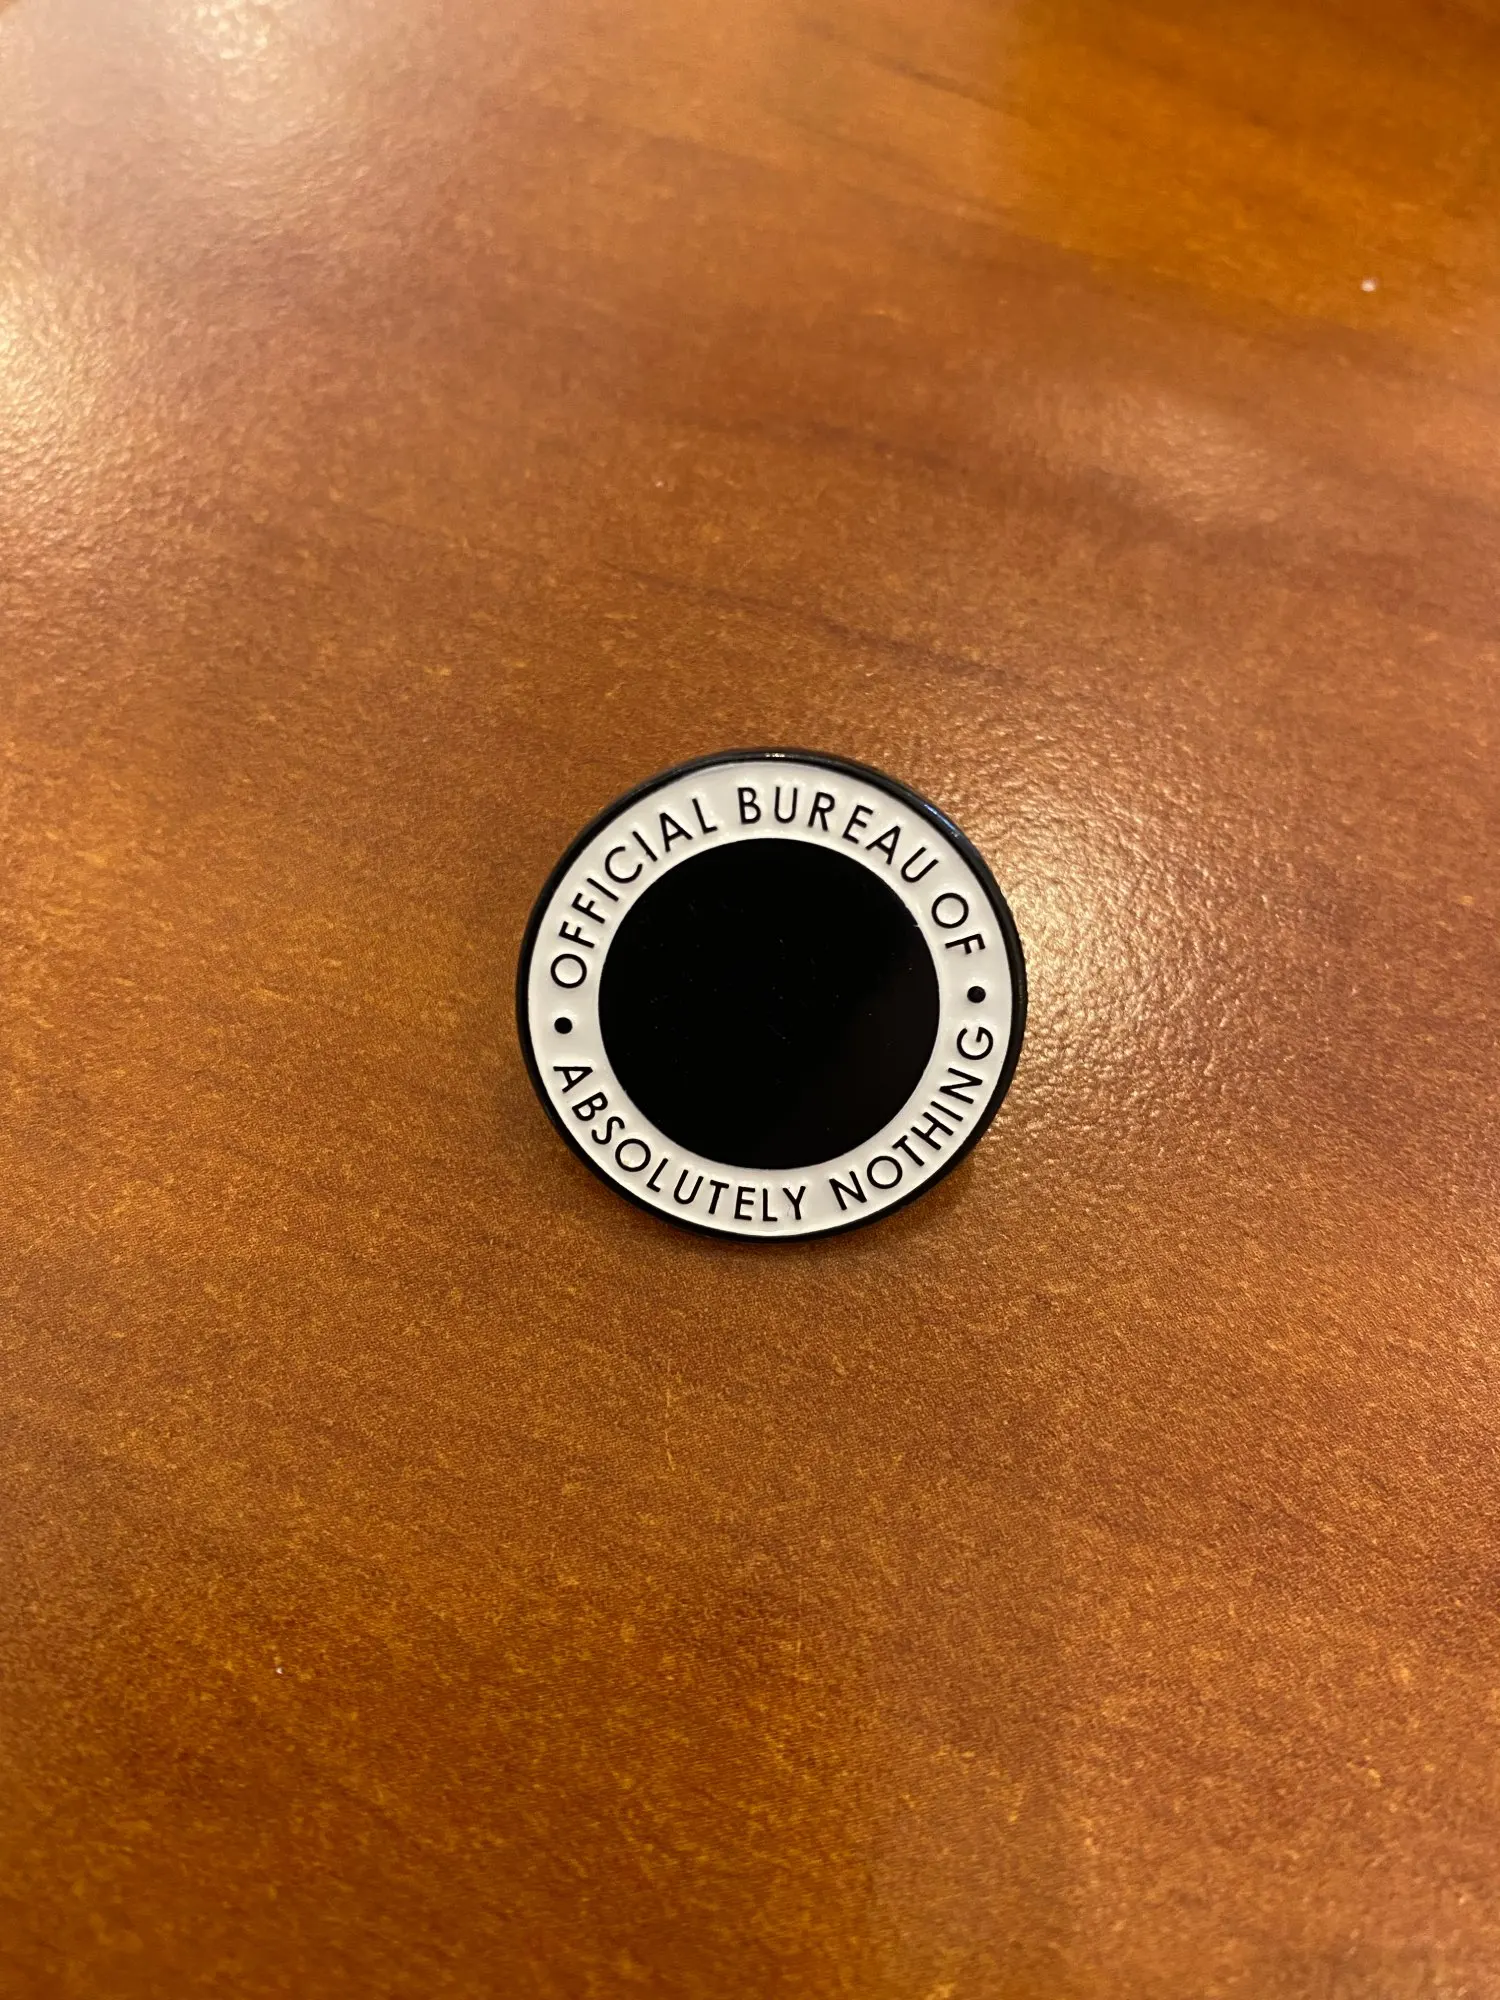 OFFICIAL BUREAU OF
• ABSOLUTELY NOTHING •